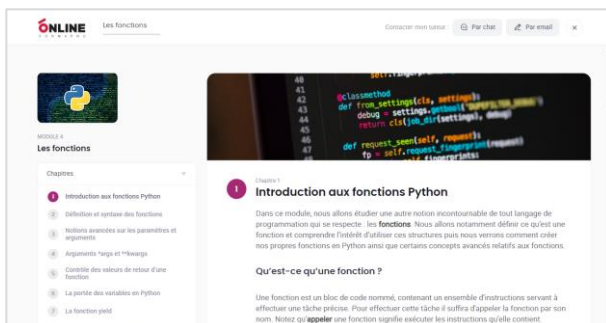 ONLINE
Les fonctions
Contacter mon tuteur
Par chat
Par email
MODULE 4
Les fonctions
Chapitres
1 Introduction aux fonctions Python
2 Définition et syntaxe des fonctions
3 Notions avancées sur les paramètres et
arguments
4 Arguments *args et **kwargs
5 Contrôle des valeurs de retour d'une
fonction
6 La portée des variables en Python
7 La fonction yield
40
41
42 @classmethod
43 def from_settings(cls, settings):
44 debug = settings.getbool(
45 return cls(job_dir(settings), debug)
46
def request_seen(self, request):
47 fp = self.request_fingerprint(request)
self.fingerprints:
Chapitre 1
1 Introduction aux fonctions Python
Dans ce module, nous allons étudier une autre notion incontournable de tout langage de
programmation qui se respecte : les fonctions. Nous allons notamment définir ce qu'est une
fonction et comprendre l'intérêt d'utiliser ces structures puis nous verrons comment créer
nos propres fonctions en Python ainsi que certains concepts avancés relatifs aux fonctions.
Qu'est-ce qu'une fonction ?
Une fonction est un bloc de code nommé, contenant un ensemble d'instructions servant à
effectuer une tâche précise. Pour effectuer cette tâche il suffira d'appeler la fonction par son
nom. Notez qu'appeler une fonction signifie exécuter les instructions qu'elle contient.